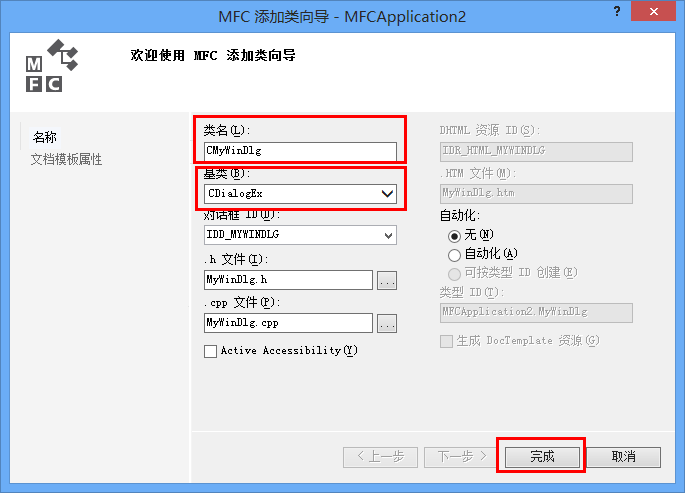 MFC 添加类向导 - MFCApplication2
?
MFC
欢迎使用 MFC 添加类向导
名称
文档模板属性
类名(L):
CMyWinDlg
基类(B):
CDialogEx
对话框 ID(D):
IDD_MYWINDLG
.h 文件(I):
MyWinDlg.h
...
.cpp 文件(P):
MyWinDlg.cpp
...
Active Accessibility(Y)
DHTML 资源 ID(S):
IDR_HTML_MYWINDLG
.HTM 文件(M):
MyWinDlg.htm
自动化:
无(N)
自动化(A)
可按类型 ID 创建(E)
类型 ID(T):
MFCApplication2.MyWinDlg
生成 DocTemplate 资源(G)
< 上一步
下一步 >
完成
取消